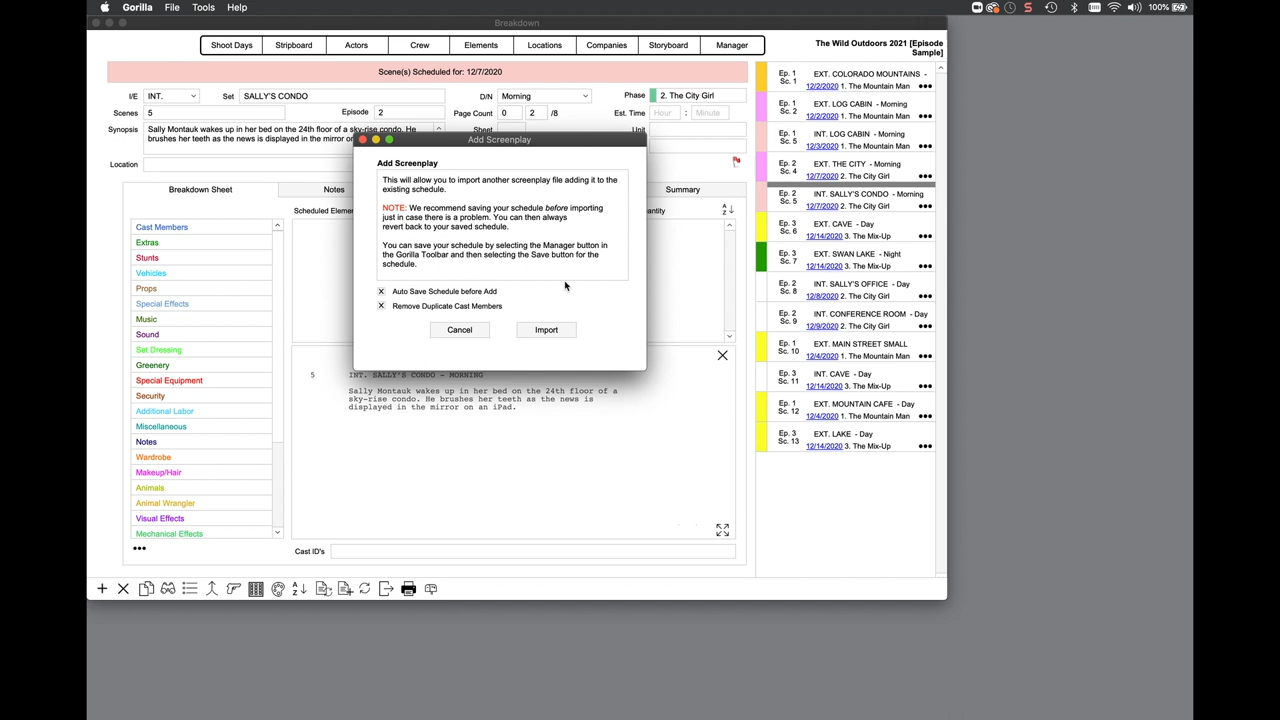 Gorilla File Tools Help
100%
Breakdown
Shoot Days Stripboard Actors Crew Elements Locations Companies Storyboard Manager
The Wild Outdoors 2021 [Episode
Sample]
Scene(s) Scheduled for: 12/7/2020
I/E INT. Set SALLY'S CONDO D/N Morning Phase 2. The City Girl
Scenes 5 Episode 2 Page Count 0 2 /8 Est. Time Hour : Minute
Synopsis Sally Montauk wakes up in her bed on the 24th floor of a sky-rise condo. He Sheet Unit
brushes her teeth as the news is displayed in the mirror
Location
Breakdown Sheet Notes Summary
Scheduled Elemen
antity
Cast Members
Extras
Stunts
Vehicles
Props
Special Effects
Music
Sound
Set Dressing
Greenery
Special Equipment
Security
Additional Labor
Miscellaneous
Notes
Wardrobe
Makeup/Hair
Animals
Animal Wrangler
Visual Effects
Mechanical Effects
Add Screenplay
Add Screenplay
This will allow you to import another screenplay file adding it to the
existing schedule.
NOTE: We recommend saving your schedule before importing
just in case there is a problem. You can then always
revert back to your saved schedule.
You can save your schedule by selecting the Manager button in
the Gorilla Toolbar and then selecting the Save button for the
schedule.
X Auto Save Schedule before Add
X Remove Duplicate Cast Members
Cancel Import
5 INT. SALLY'S CONDO - MORNING
Sally Montauk wakes up in her bed on the 24th floor of a
sky-rise condo. He brushes her teeth as the news is
displayed in the mirror on an iPad.
Cast ID's
Ep. 1 EXT. COLORADO MOUNTAINS -
Sc. 1 12/2/2020 1. The Mountain Man
Ep. 1 EXT. LOG CABIN - Morning
Sc. 2 12/2/2020 1. The Mountain Man
Ep. 1 INT. LOG CABIN - Morning
Sc. 5 12/3/2020 1. The Mountain Man
Ep. 2 EXT. THE CITY - Morning
Sc. 4 12/7/2020 2. The City Girl
Ep. 2 INT. SALLY'S CONDO - Morning
Sc. 5 12/7/2020 2. The City Girl
Ep. 3 EXT. CAVE - Day
Sc. 6 12/14/2020 3. The Mix-Up
Ep. 3 EXT. SWAN LAKE - Night
Sc. 7 12/14/2020 3. The Mix-Up
Ep. 2 INT. SALLY'S OFFICE - Day
Sc. 8 12/8/2020 2. The City Girl
Ep. 2 INT. CONFERENCE ROOM - Day
Sc. 9 12/9/2020 2. The City Girl
Ep. 1 EXT. MAIN STREET SMALL
Sc. 10 12/4/2020 1. The Mountain Man
Ep. 3 INT. CAVE - Day
Sc. 11 12/14/2020 3. The Mix-Up
Ep. 1 EXT. MOUNTAIN CAFE - Day
Sc. 12 12/4/2020 1. The Mountain Man
Ep. 3 EXT. LAKE - Day
Sc. 13 12/14/2020 3. The Mix-Up